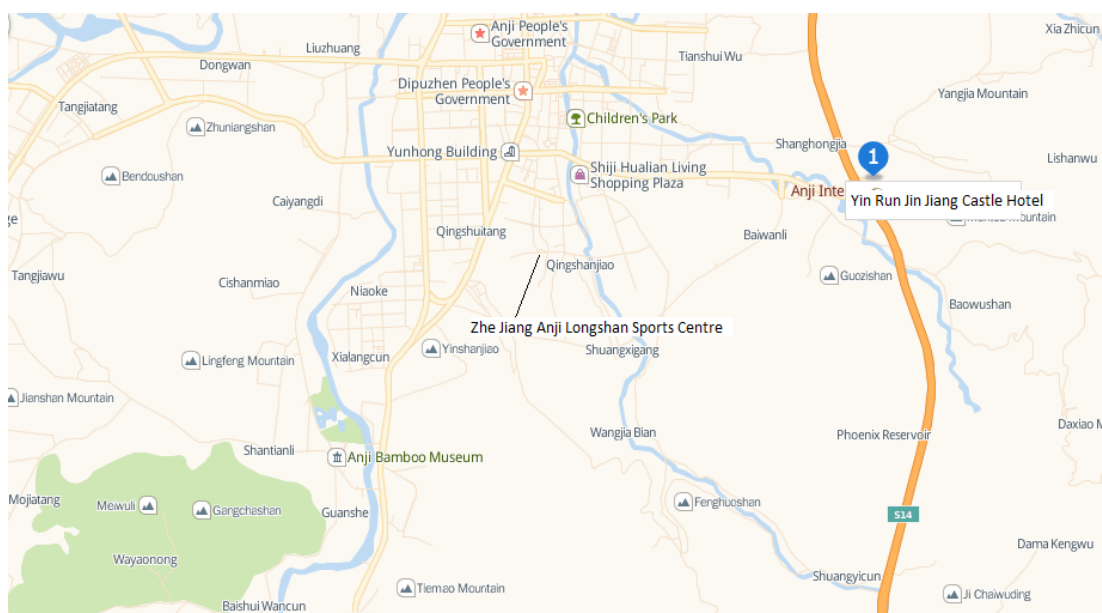 Anji People's
Government
Xia Zhicun
Liuzhuang
Tianshui Wu
Dongwan
Dipuzhen People's
Government
Yangjia Mountain
Tangjiatang
Children's Park
Zhuniangshan
Shanghongjia
Yunhong Building
1
Lishanwu
Shiji Hualian Living
Shopping Plaza
Bendoushan
Anji Inte
Yin Run Jin Jiang Castle Hotel
Caiyangdi
Mountain
ge
Qingshuitang
Baiwanli
Qingshanjiao
Tangjiawu
Guozishan
Cishanmiao
Niaoke
Baowushan
Zhe Jiang Anji Longshan Sports Centre
Yinshanjiao
Shuangxigang
Xialangcun
Lingfeng Mountain
Jianshan Mountain
Daxiao M
Wangjia Bian
Phoenix Reservoir
Shantianli
Anji Bamboo Museum
Mojiatang
Meiwuli
Gangchashan
Guanshe
Fenghuoshan
S14
Dama Kengwu
Wayaonong
Shuangyicun
Tiemao Mountain
Ji Chaiwuding
Baishui Wancun